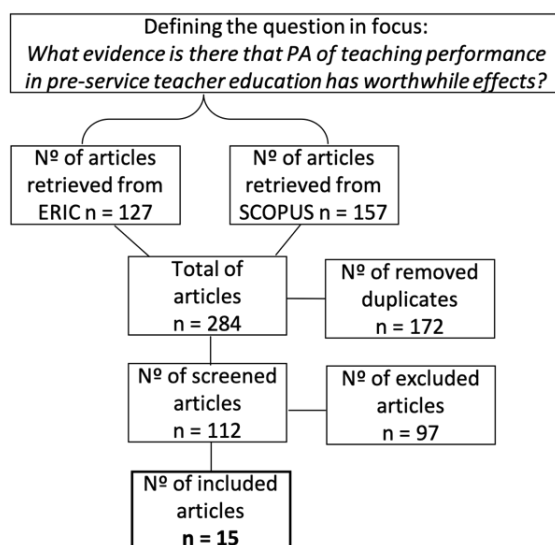 Defining the question in focus:
What evidence is there that PA of teaching performance
in pre-service teacher education has worthwhile effects?
Nº of articles
retrieved from
ERIC n = 127
Nº of articles
retrieved from
SCOPUS n = 157
Total of
articles
n = 284
Nº of removed
duplicates
n = 172
Nº of screened
articles
n = 112
Nº of excluded
articles
n = 97
Nº of included
articles
n = 15